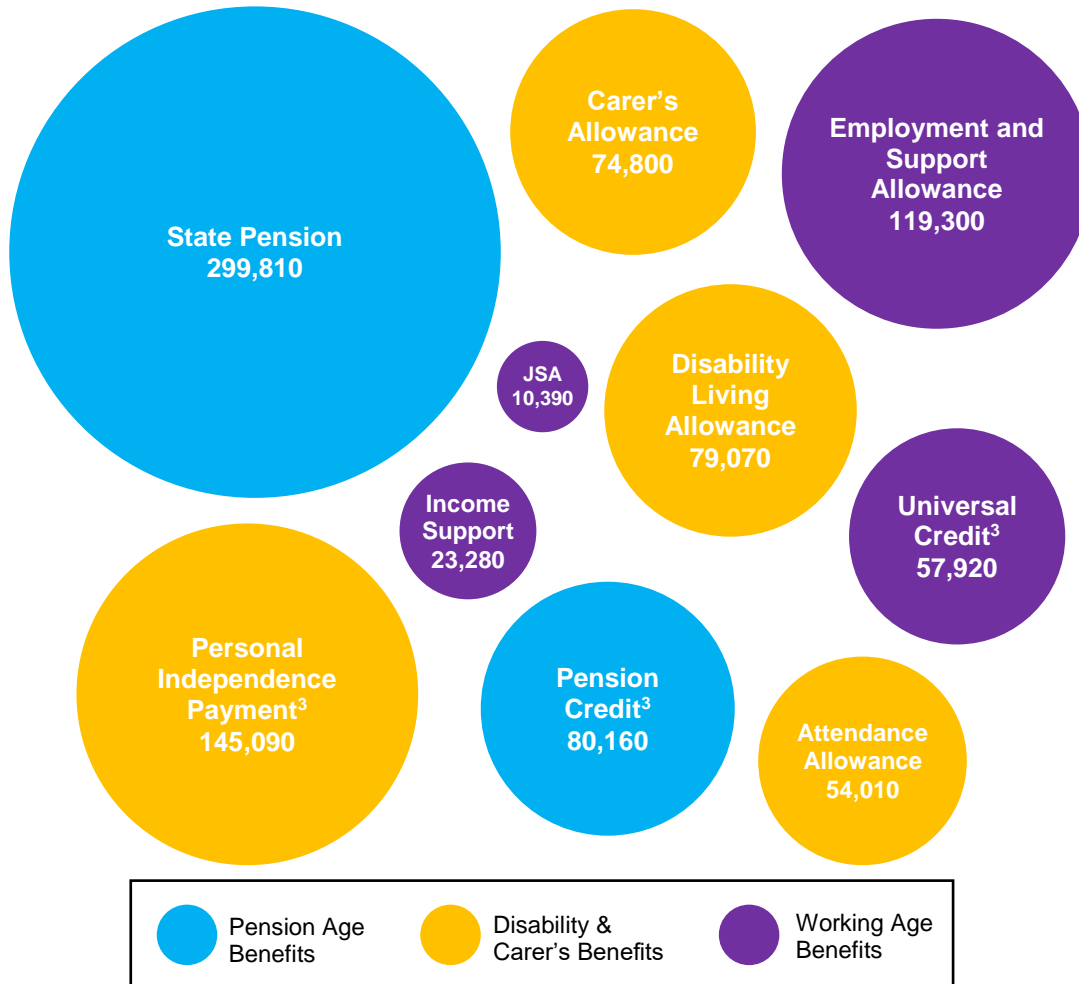 State Pension
299,810
Carer's
Allowance
74,800
Employment and
Support
Allowance
119,300
JSA
10,390
Disability
Living
Allowance
79,070
Income
Support
23,280
Universal
Credit³
57,920
Personal
Independence
Payment³
145,090
Pension
Credit³
80,160
Attendance
Allowance
54,010
Pension Age
Benefits
Disability &
Carer's Benefits
Working Age
Benefits